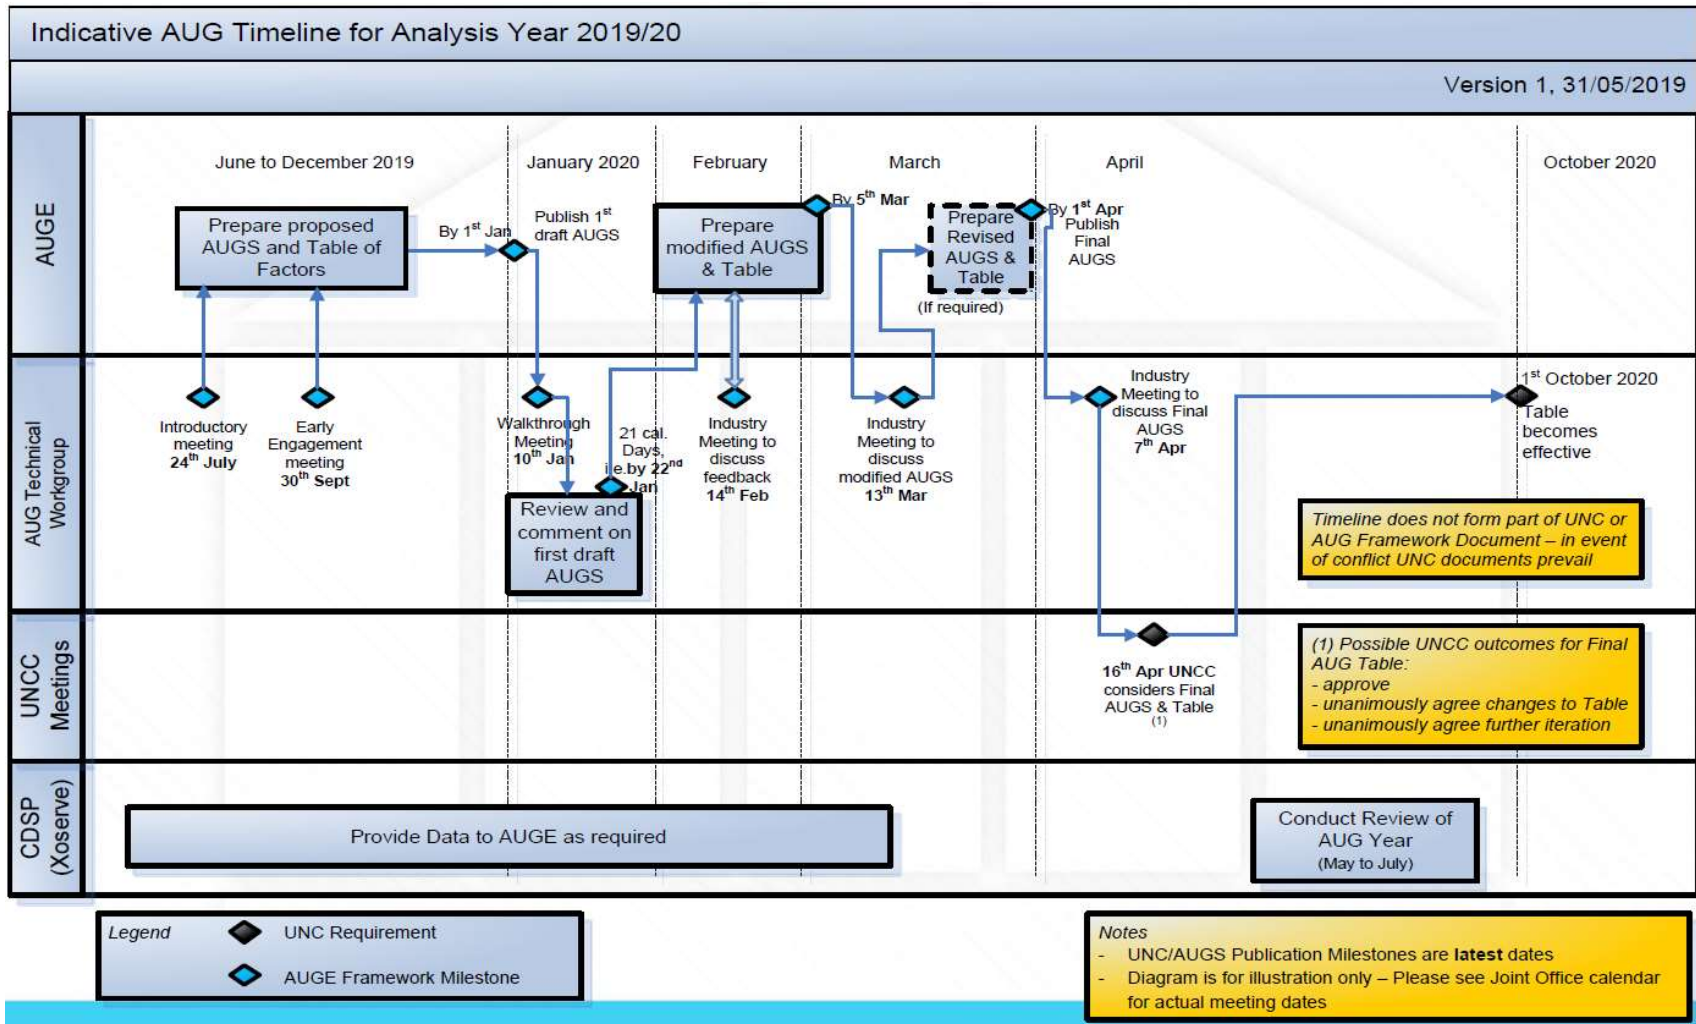 Indicative AUG Timeline for Analysis Year 2019/20
Version 1, 31/05/2019
AUGE
June to December 2019
January 2020
February
March
April
October 2020
Prepare proposed
AUGS and Table of
Factors
By 1st Jan
Publish 1st
draft AUGS
Prepare
modified AUGS
& Table
By 5th Mar
Prepare
Revised
AUGS &
Table
(If required)
By 1st Apr
Publish
Final
AUGS
AUG Technical
Workgroup
Introductory
meeting
24th July
Early
Engagement
meeting
30th Sept
Walkthrough
Meeting
10th Jan
21 cal.
Days,
i.e.by 22nd
Jan
Review and
comment on
first draft
AUGS
Industry
Meeting to
discuss
feedback
14th Feb
Industry
Meeting to
discuss
modified AUGS
13th Mar
Industry
Meeting to
discuss Final
AUGS
7th Apr
1st October 2020
Table
becomes
effective
Timeline does not form part of UNC or
AUG Framework Document – in event
of conflict UNC documents prevail
UNCC
Meetings
16th Apr UNCC
considers Final
AUGS & Table
(1)
(1) Possible UNCC outcomes for Final
AUG Table:
- approve
- unanimously agree changes to Table
- unanimously agree further iteration
CDSP
(Xoserve)
Provide Data to AUGE as required
Conduct Review of
AUG Year
(May to July)
Legend
UNC Requirement
AUGE Framework Milestone
Notes
- UNC/AUGS Publication Milestones are latest dates
- Diagram is for illustration only – Please see Joint Office calendar
for actual meeting dates